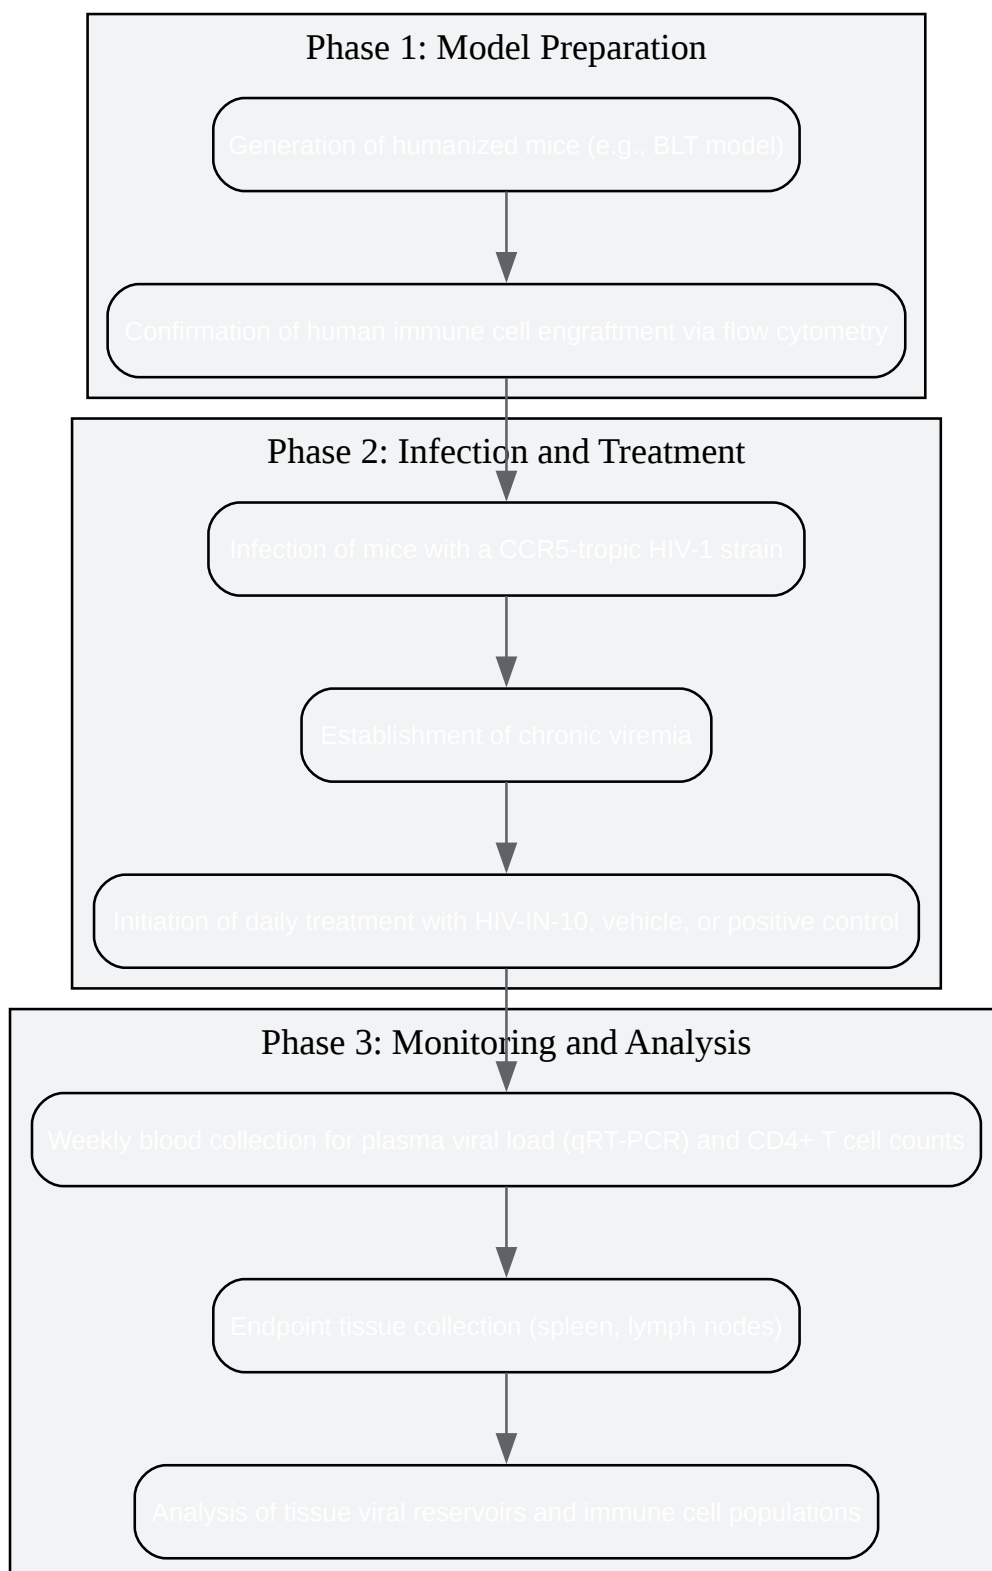 Phase 1: Model Preparation
Generation of humanized mice (e.g., BLT model)
Confirmation of human immune cell engraftment via flow cytometry
Phase 2: Infection and Treatment
Infection of mice with a CCR5-tropic HIV-1 strain
Establishment of chronic viremia
Initiation of daily treatment with HIV-IN-10, vehicle, or positive control
Phase 3: Monitoring and Analysis
Weekly blood collection for plasma viral load (qRT-PCR) and CD4+ T cell counts
Endpoint tissue collection (spleen, lymph nodes)
Analysis of tissue viral reservoirs and immune cell populations